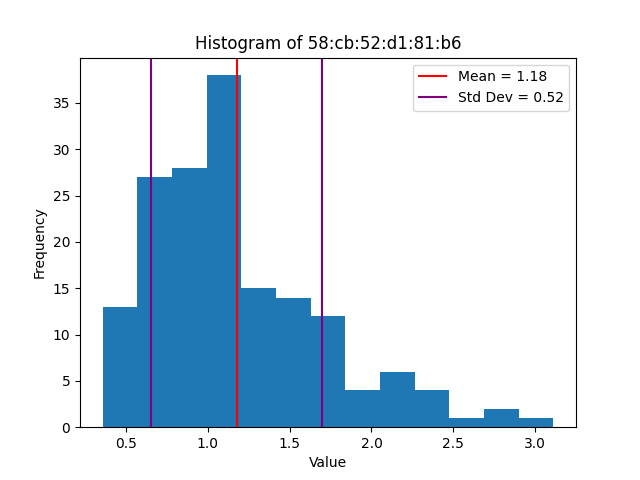 Histogram of 58:cb:52:d1:81:b6
Mean = 1.18
Std Dev = 0.52
Frequency
35
30
25
20
15
10
5
0
0.5 1.0 1.5 2.0 2.5 3.0
Value